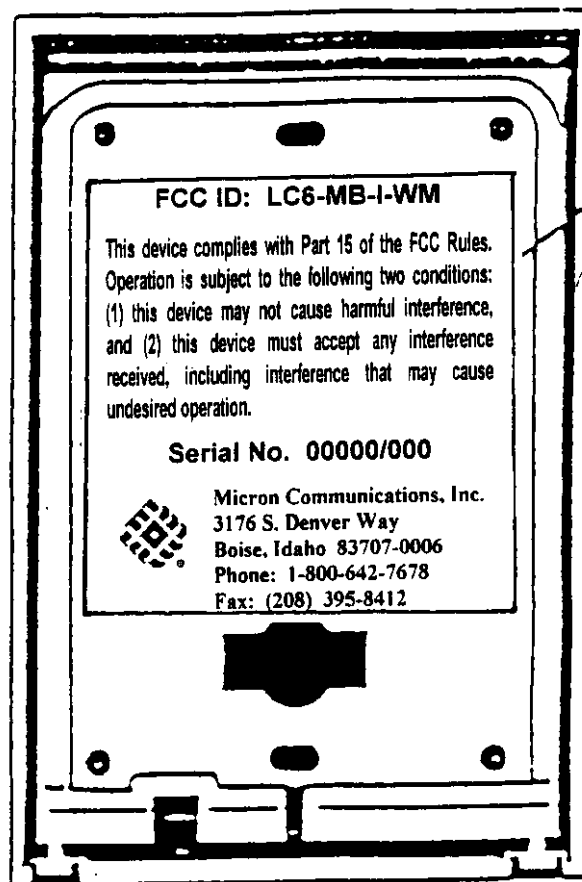 FCC ID: LC6-MB-I-WM
This device complies with Part 15 of the FCC Rules.
Operation is subject to the following two conditions:
(1) this device may not cause harmful interference,
and (2) this device must accept any interference
received, including interference that may cause
undesired operation.
Serial No. 00000/000
Micron Communications, Inc.
3176 S. Denver Way
Boise, Idaho 83707-0006
Phone: 1-800-642-7678
Fax: (208) 395-8412